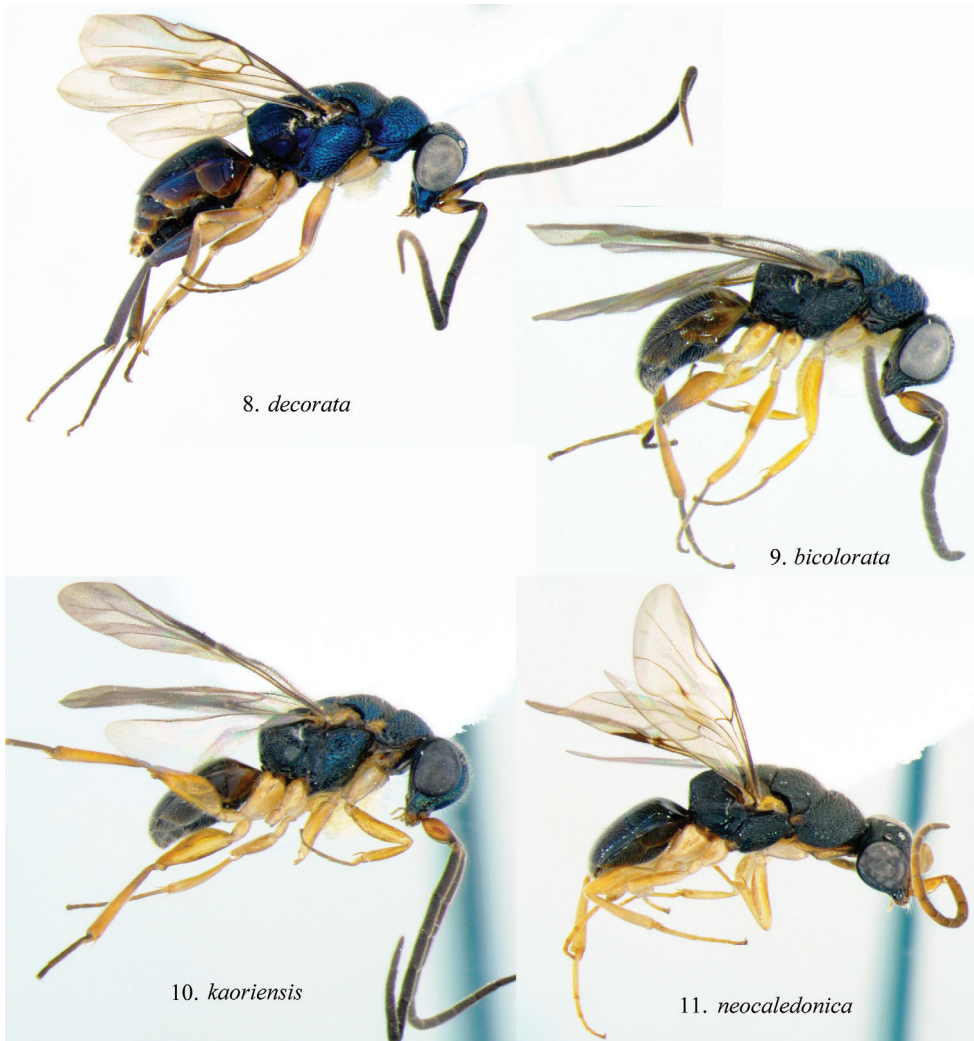 8. decorata
9. bicolorata
10. kaoriensis
11. neocaledonica